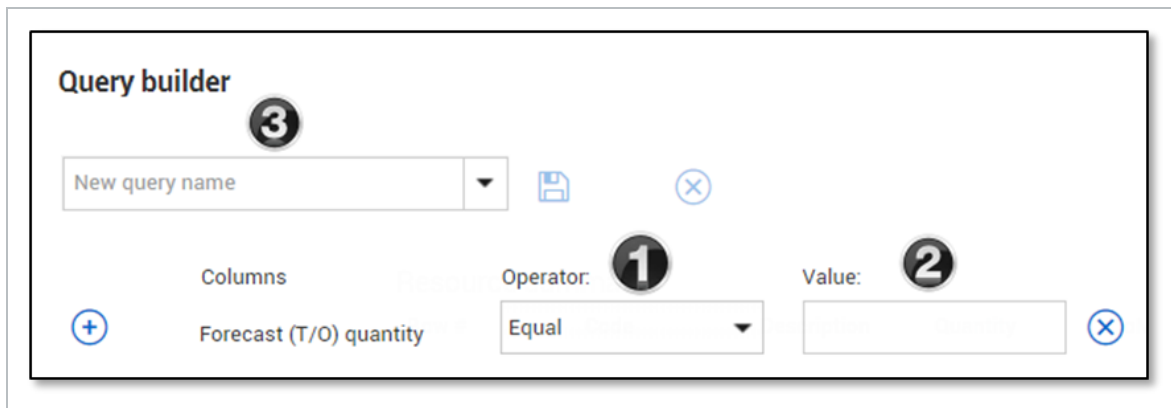 Query builder
3
New query name
Columns Operator: 1 Value: 2
Forecast (T/O) quantity Equal